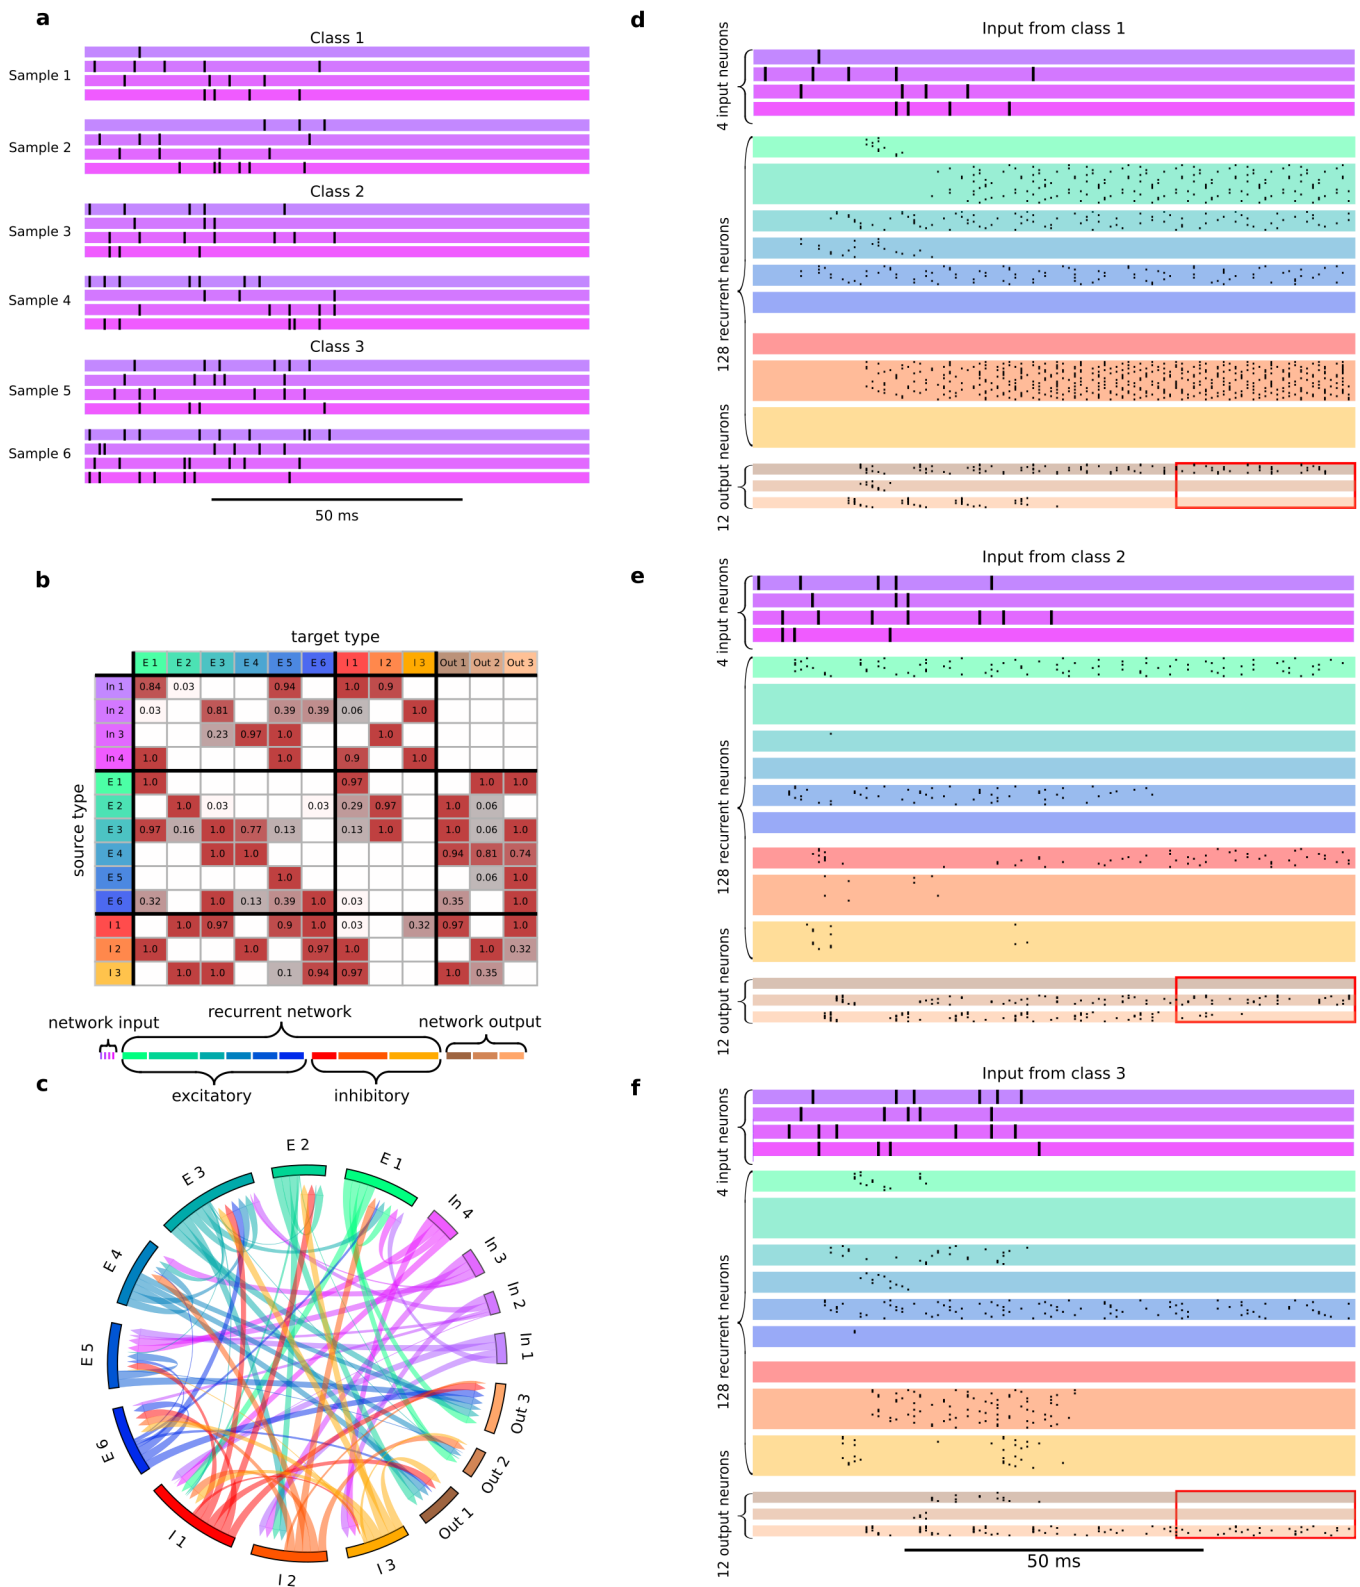 a
Class 1
Sample 1
Sample 2
Class 2
Sample 3
Sample 4
Class 3
Sample 5
Sample 6
50 ms
b
target type
E 1 E 2 E 3 E 4 E 5 E 6 I 1 I 2 I 3 Out 1 Out 2 Out 3
source type
In 1 0.84 0.03 0.94 1.0 0.9
In 2 0.03 0.81 0.39 0.39 0.06 1.0
In 3 0.23 0.97 1.0 1.0
In 4 1.0 1.0 0.9 1.0
E 1 1.0 0.97 1.0 1.0
E 2 1.0 0.03 0.03 0.29 0.97 1.0 0.06
E 3 0.97 0.16 1.0 0.77 0.13 0.13 1.0 1.0 0.06 1.0
E 4 1.0 1.0 0.94 0.81 0.74
E 5 1.0 0.06 1.0
E 6 0.32 1.0 0.13 0.39 1.0 0.03 0.35 1.0
I 1 1.0 0.97 0.9 1.0 0.03 0.32 0.97 1.0
I 2 1.0 1.0 0.97 1.0 1.0 0.32
I 3 1.0 1.0 0.1 0.94 0.97 1.0 0.35
recurrent network
network input
network output
excitatory
inhibitory
c
E 1
E 2
E 3
E 4
E 5
E 6
I 1
I 2
I 3
Out 1
Out 2
Out 3
In 1
In 2
In 3
In 4
d
Input from class 1
4 input neurons
128 recurrent neurons
12 output neurons
e
Input from class 2
4 input neurons
128 recurrent neurons
12 output neurons
f
Input from class 3
4 input neurons
128 recurrent neurons
12 output neurons
50 ms